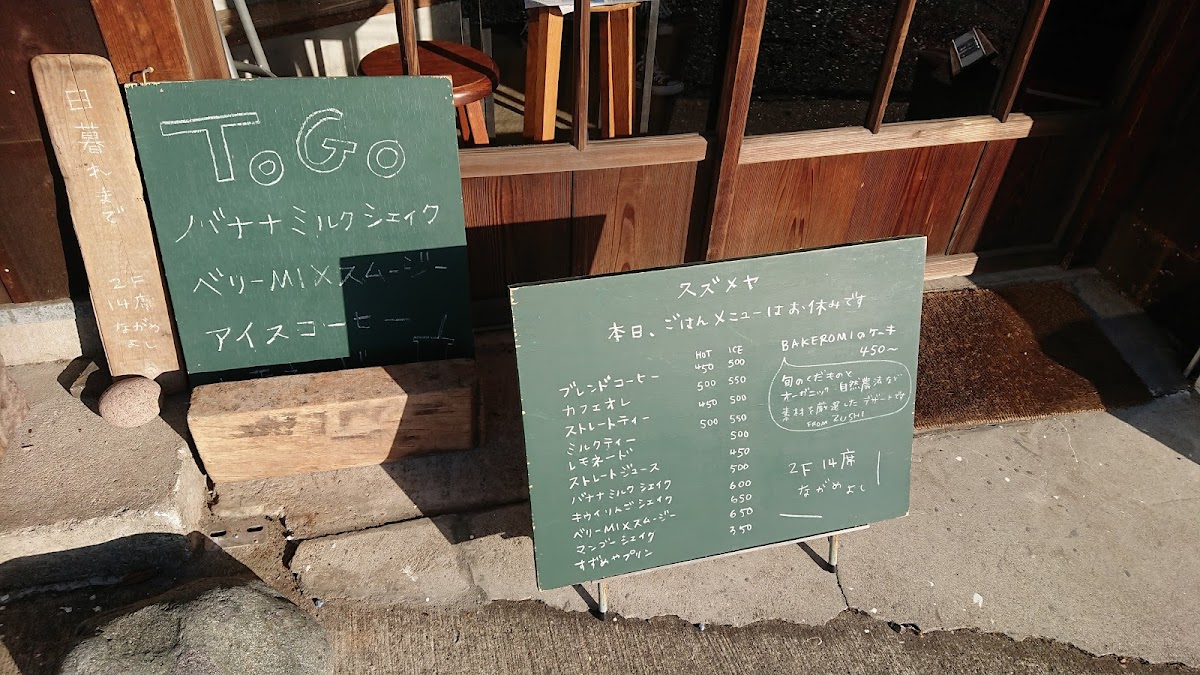 日暮れまで
2F
14席
ながめ
よし
ToGo
バナナミルクシェイク
ベリーMIXスムージー
アイスコーヒー
スズメヤ
本日、ごはんメニューはお休みです
HOT ICE
ブレンドコーヒー 450 500
カフェオレ 500 550
ストレートティー 450 500
ミルクティー 500 550
レモネード 500
ストレートジュース 450
バナナミルクシェイク 500
キウイりんごシェイク 600
ベリーMIXスムージー 650
マンゴーシェイク 650
すずめやプリン 350
BAKEROMIのケーキ
450〜
旬のくだものと
オーガニック、自然農法など
素材を厳選したデザートです
FROM ZUSHI
2F 14席
ながめよし